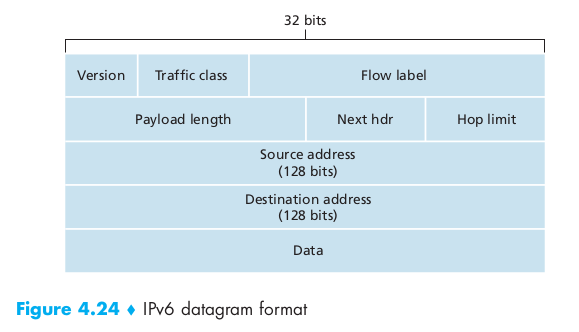 32 bits
Version Traffic class Flow label
Payload length Next hdr Hop limit
Source address
(128 bits)
Destination address
(128 bits)
Data
Figure 4.24 ♦ IPv6 datagram format